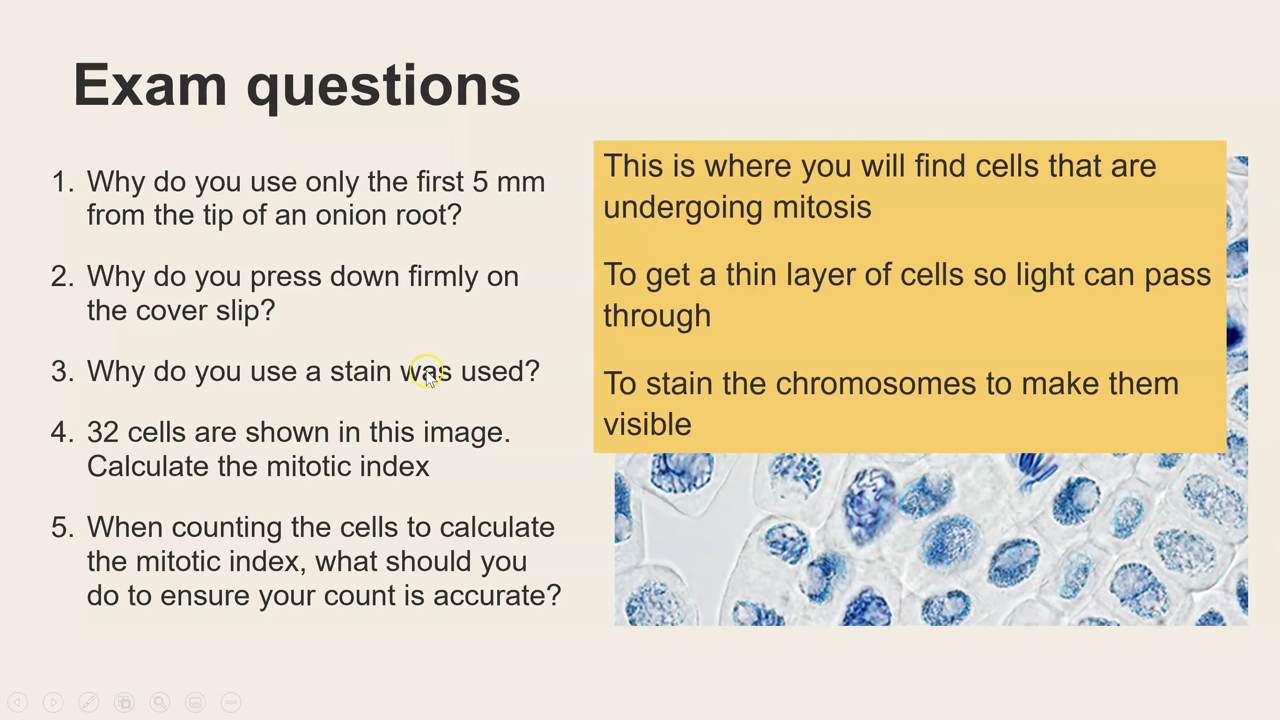 Exam questions
1. Why do you use only the first 5 mm
from the tip of an onion root?
2. Why do you press down firmly on
the cover slip?
3. Why do you use a stain was used?
4. 32 cells are shown in this image.
Calculate the mitotic index
5. When counting the cells to calculate
the mitotic index, what should you
do to ensure your count is accurate?
This is where you will find cells that are
undergoing mitosis
To get a thin layer of cells so light can pass
through
To stain the chromosomes to make them
visible